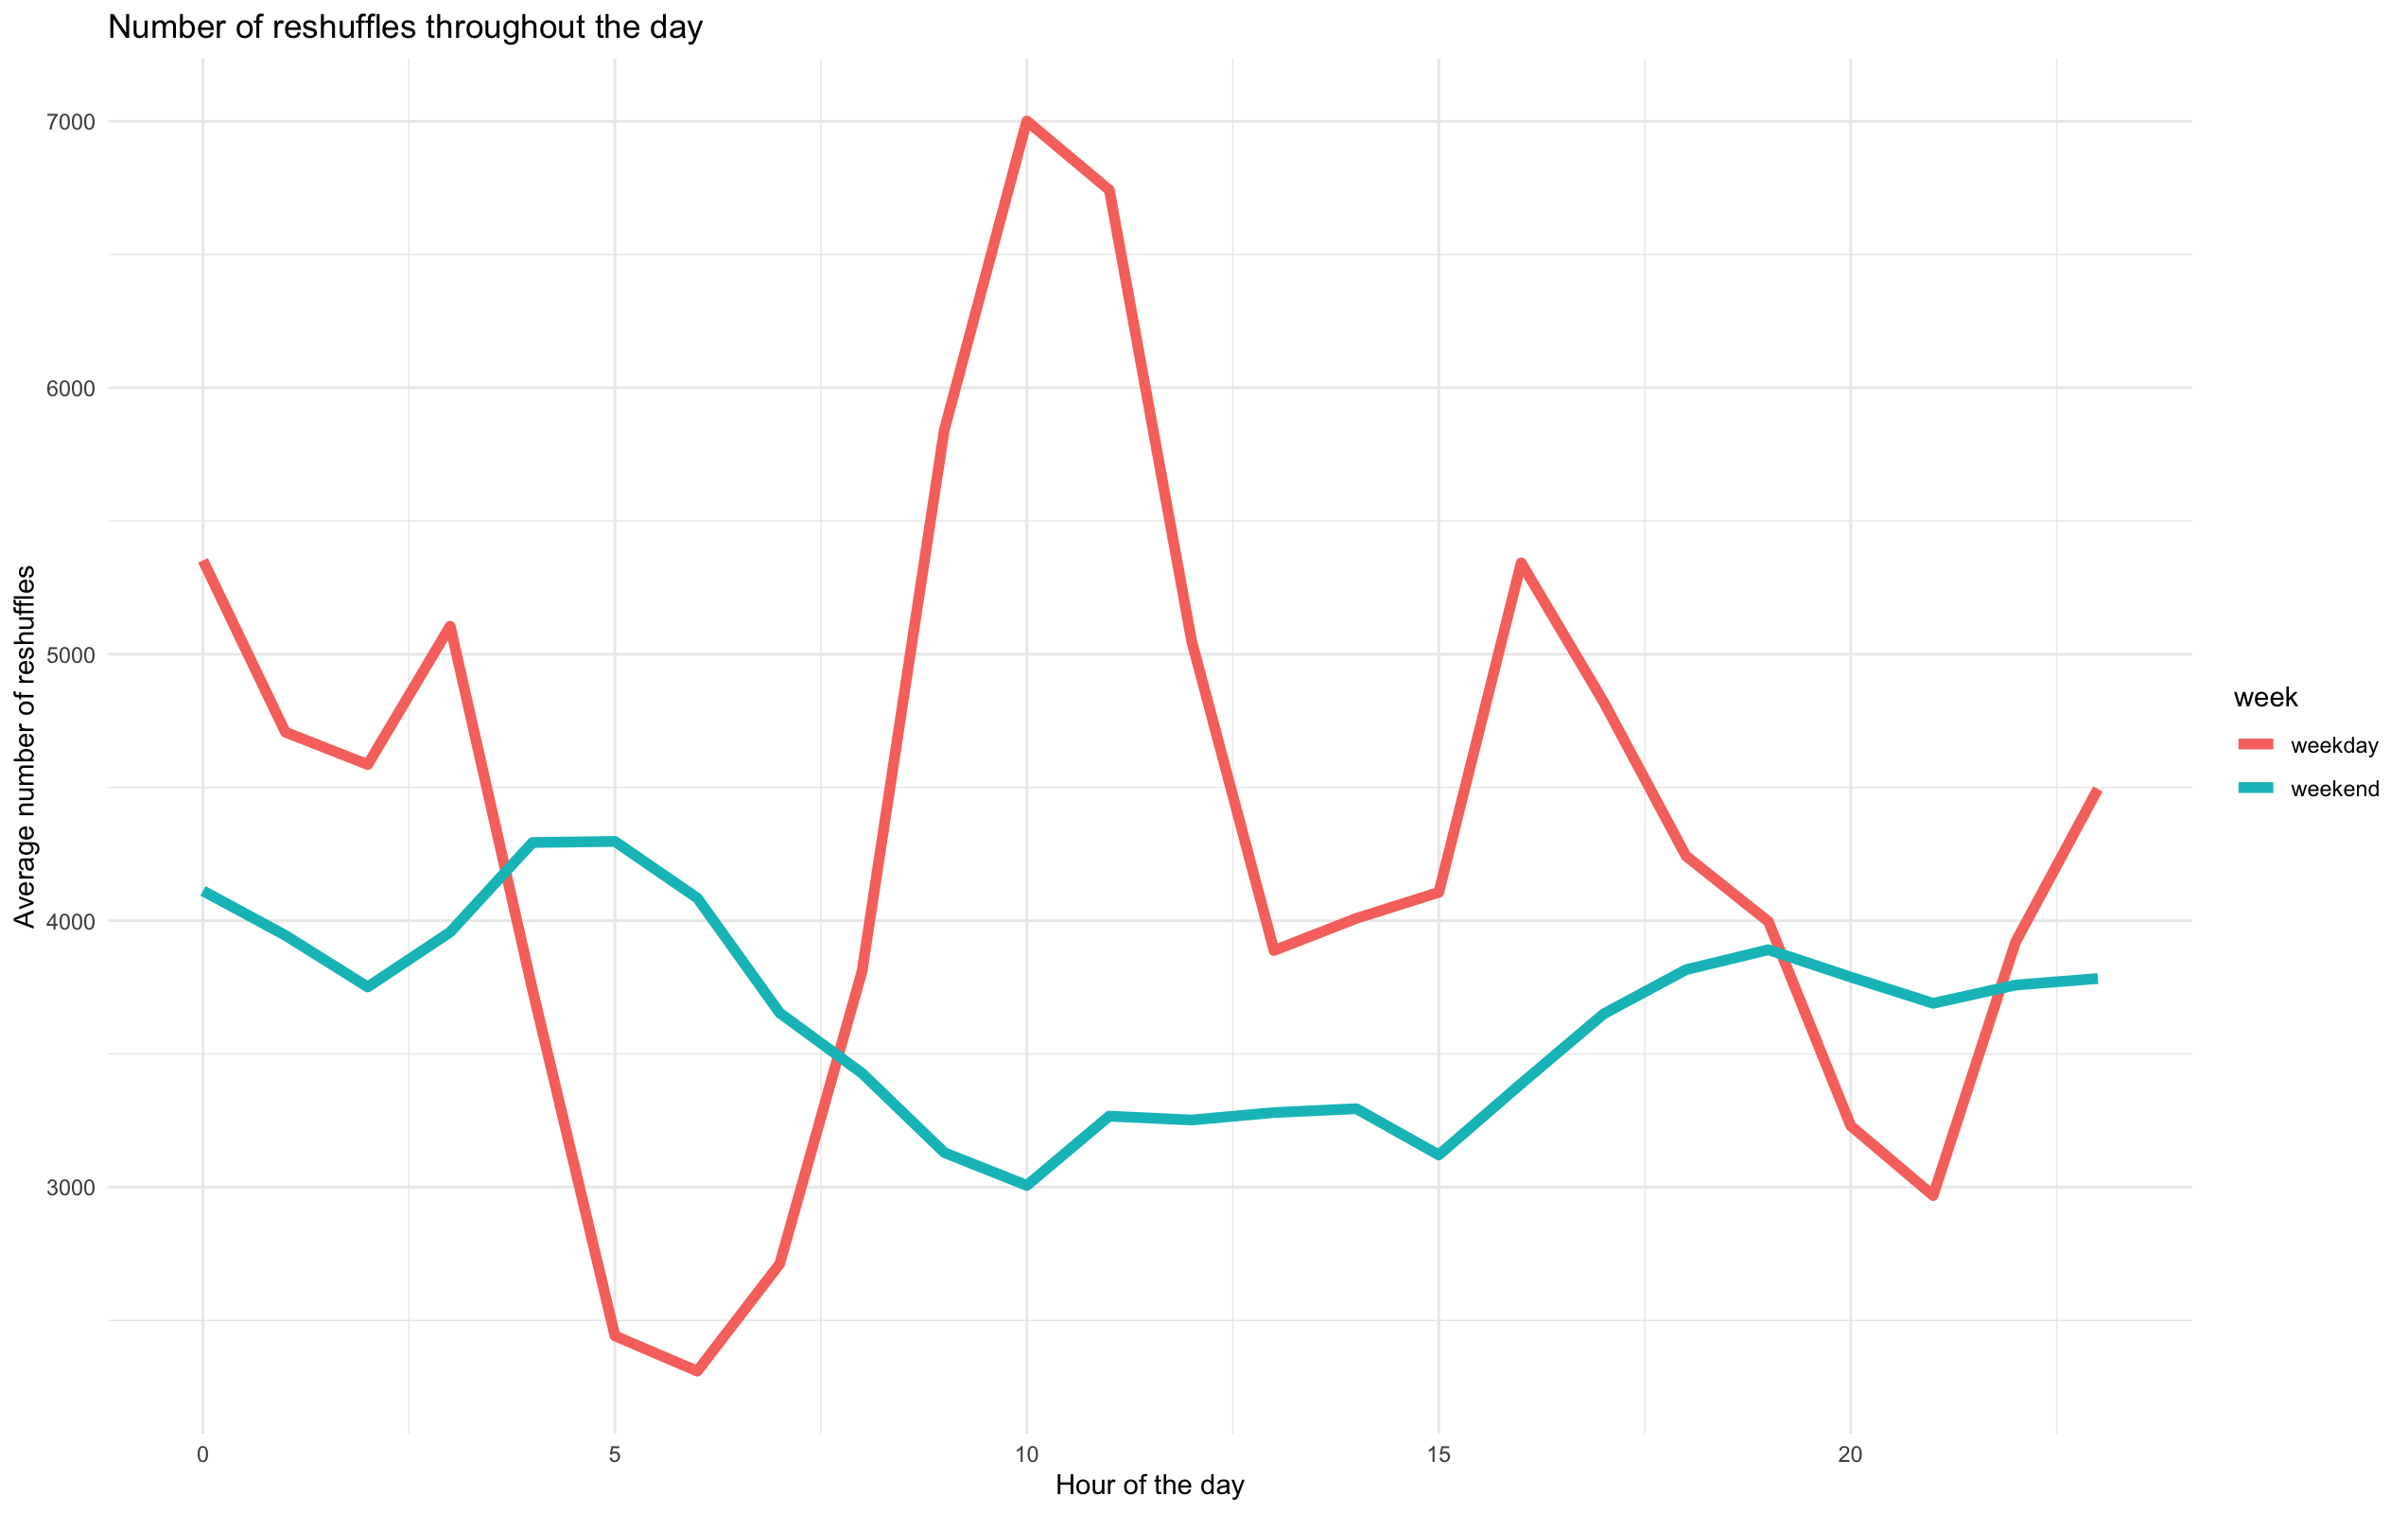 Number of reshuffles throughout the day
Average number of reshuffles
7000
6000
5000
4000
3000
0 5 10 15 20
Hour of the day
week
weekday
weekend